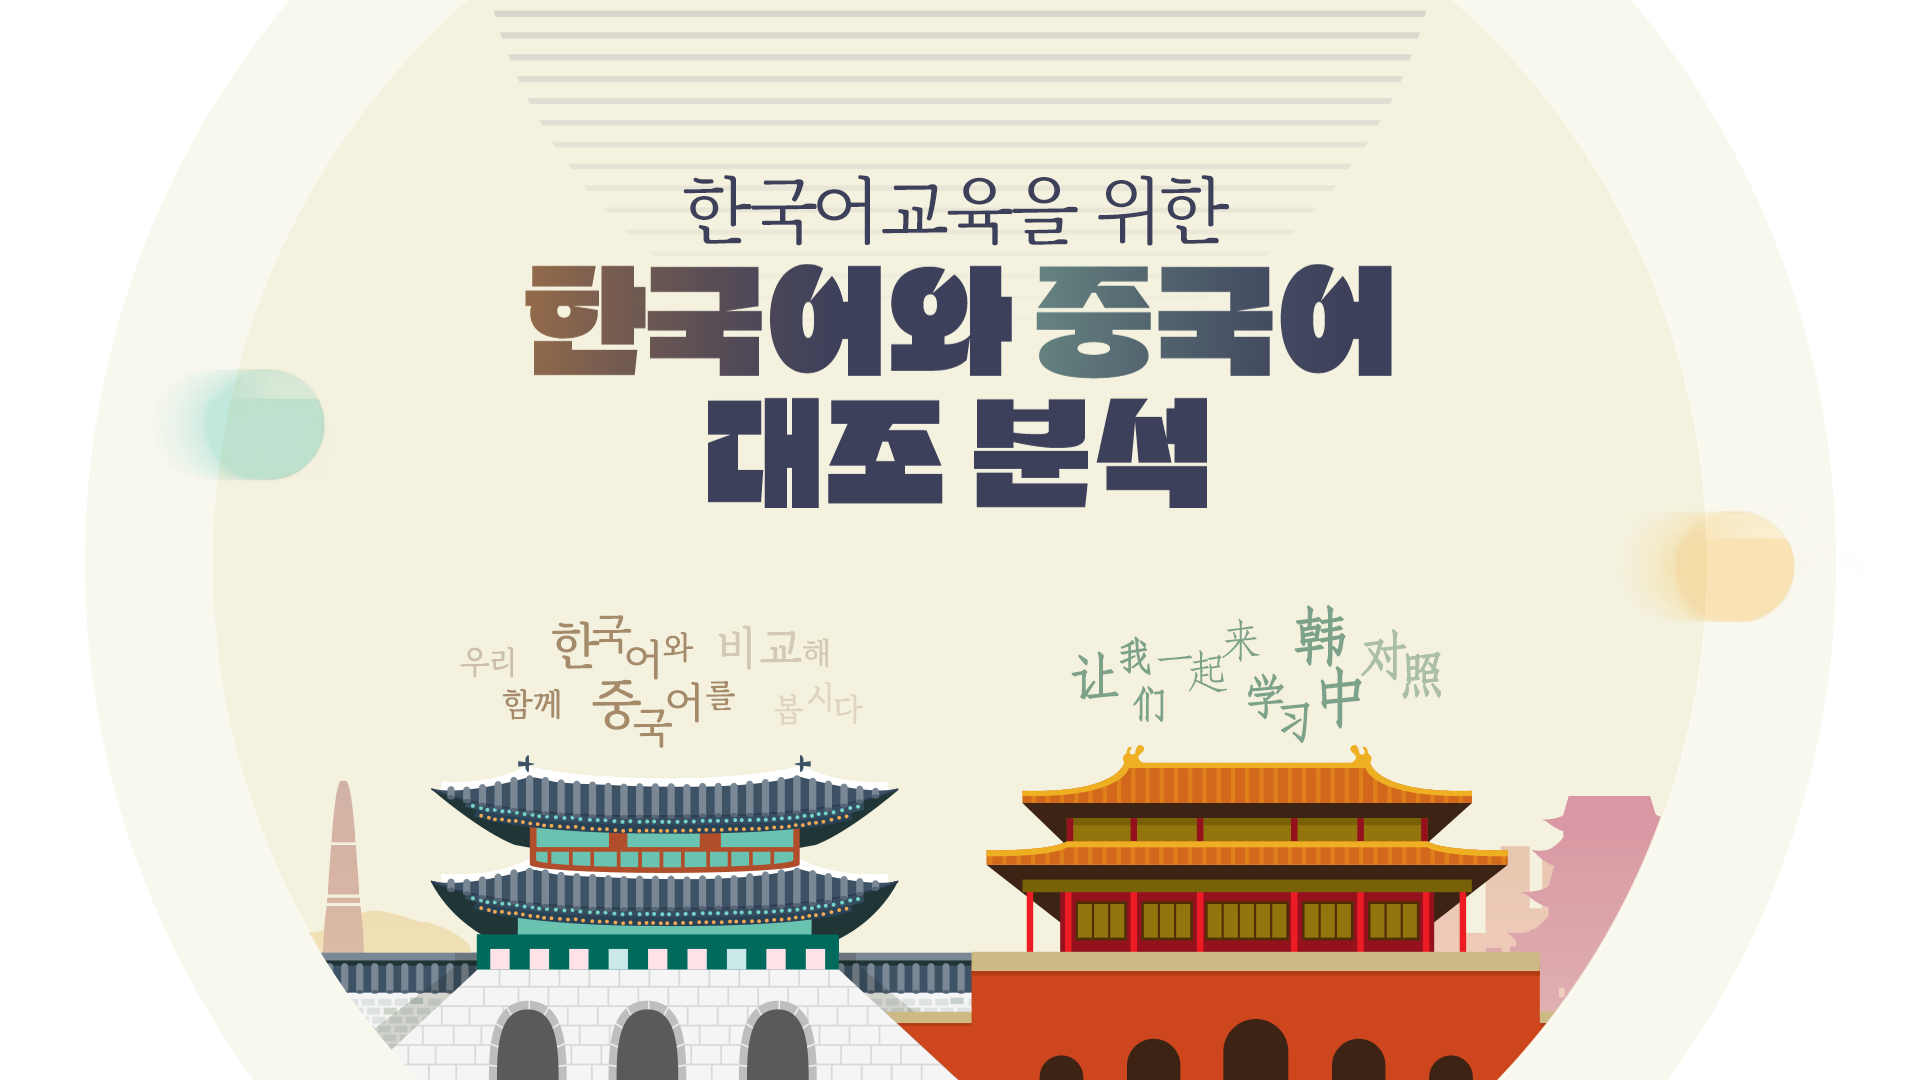 한국어교육을 위한
한국어와 중국어
대조 분석
우리 한국어와 비교해
함께 중국어를 봅시다
让我们一起来学习韩中对照